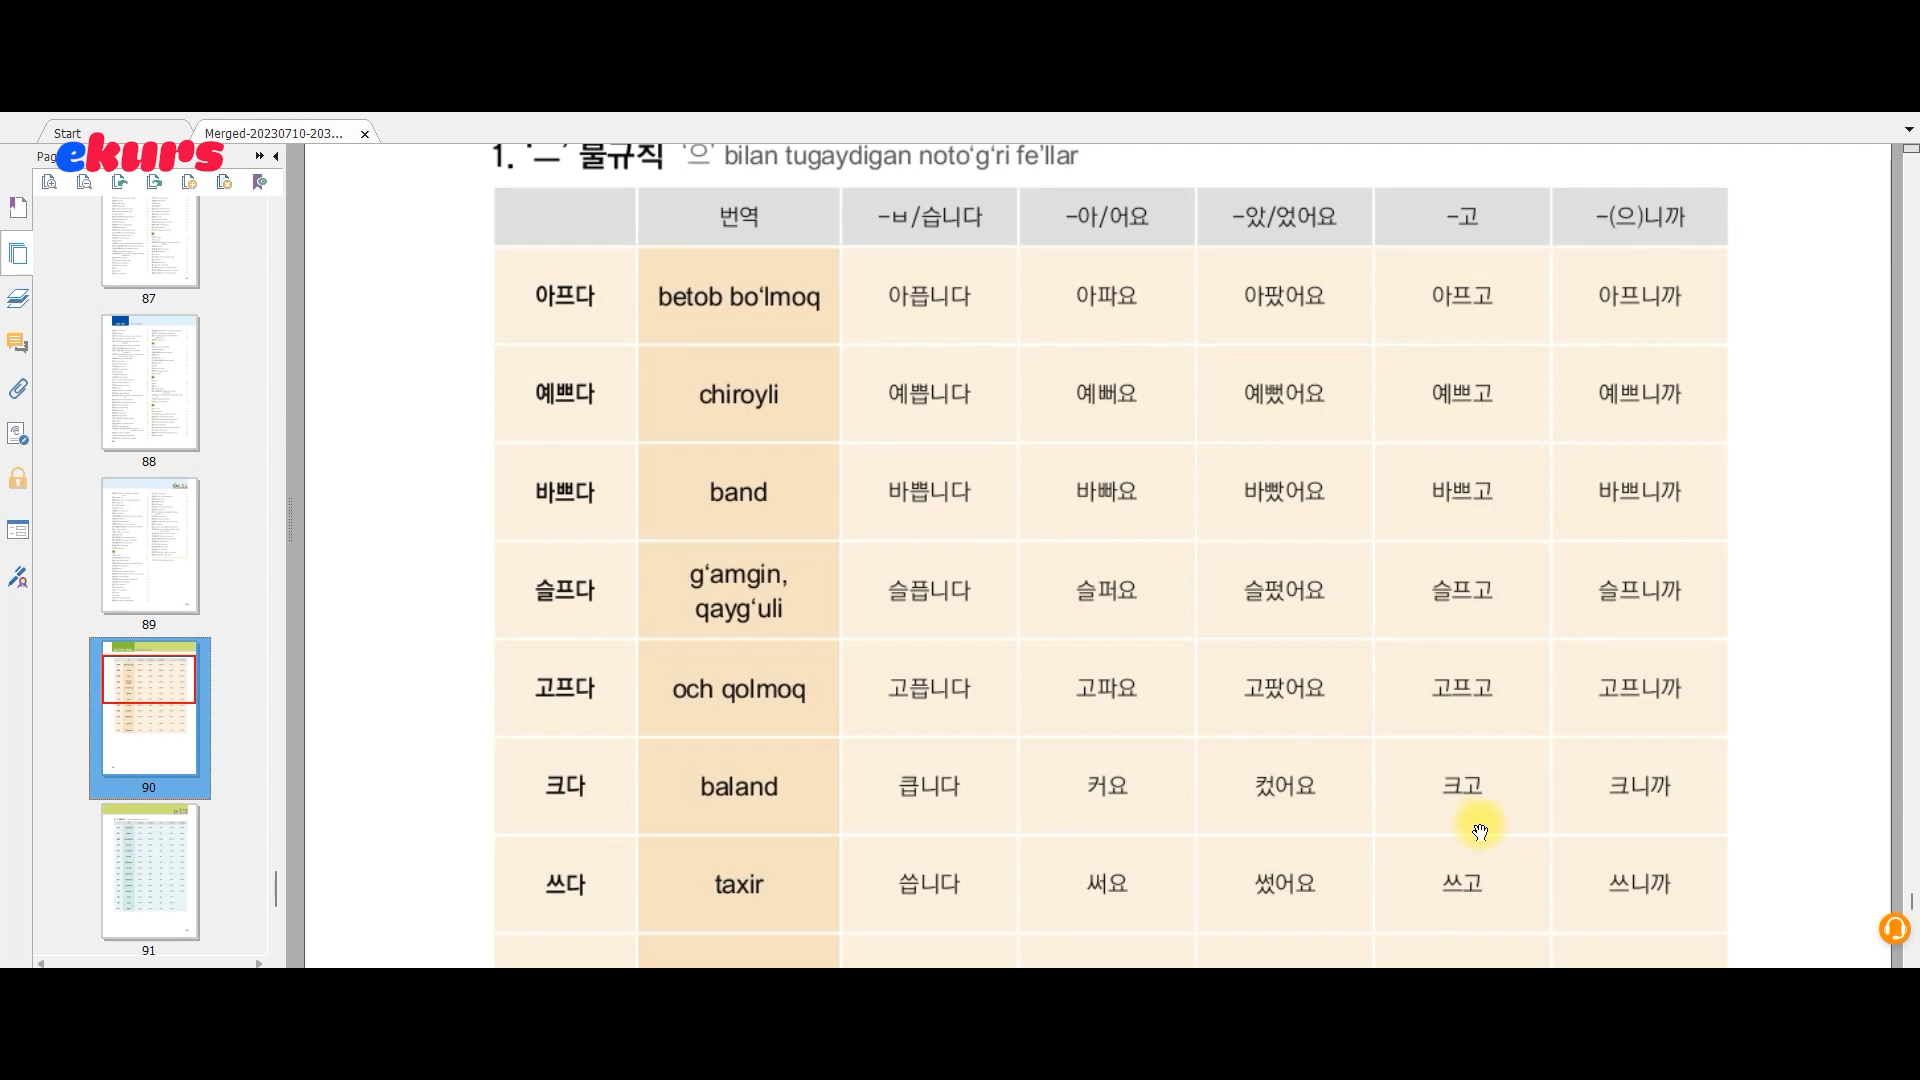 Start
Merged-20230710-203...
ekurs
1. ‘ㅡ’ 불규칙 ‘으’ bilan tugaydigan noto‘g‘ri fe’llar
번역 –ㅂ/습니다 –아/어요 –았/었어요 –고 –(으)니까
아프다 betob bo‘lmoq 아픕니다 아파요 아팠어요 아프고 아프니까
예쁘다 chiroyli 예쁩니다 예뻐요 예뻤어요 예쁘고 예쁘니까
바쁘다 band 바쁩니다 바빠요 바빴어요 바쁘고 바쁘니까
슬프다 g‘amgin, qayg‘uli 슬픕니다 슬퍼요 슬펐어요 슬프고 슬프니까
고프다 och qolmoq 고픕니다 고파요 고팠어요 고프고 고프니까
크다 baland 큽니다 커요 컸어요 크고 크니까
쓰다 taxir 씁니다 써요 썼어요 쓰고 쓰니까
87
88
89
90
91